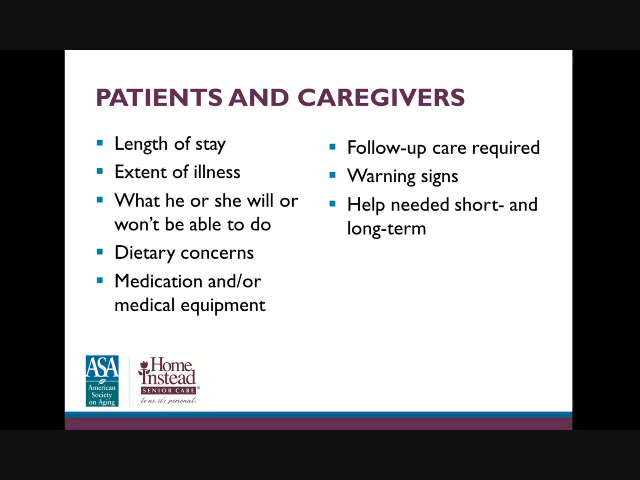 PATIENTS AND CAREGIVERS
Length of stay
Extent of illness
What he or she will or
won't be able to do
Dietary concerns
Medication and/or
medical equipment
Follow-up care required
Warning signs
Help needed short- and
long-term
ASA
American
Society
on Aging
Home
Instead
SENIOR CARE®
to us, it's personal.